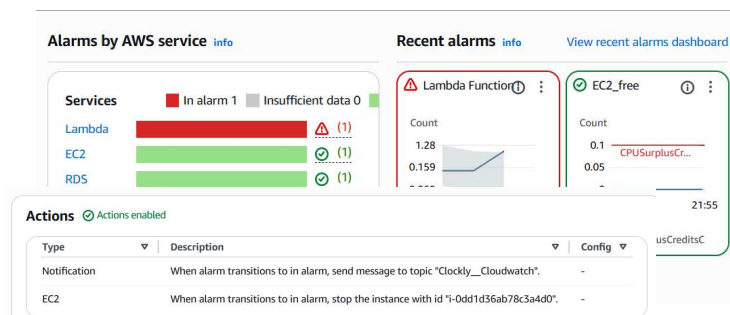 Alarms by AWS service info
Recent alarms info
View recent alarms dashboard
Services
In alarm 1
Insufficient data 0
Lambda
(1)
EC2
(1)
RDS
(1)
Lambda Function
Count
1.28
0.159
EC2_free
Count
0.1
CPUSurplusCr...
0.05
21:55
usCreditsC
Actions
Actions enabled
Type
Description
Config
Notification
When alarm transitions to in alarm, send message to topic "Clockly__Cloudwatch".
-
EC2
When alarm transitions to in alarm, stop the instance with id "i-0dd1d36ab78c3a4d0".
-